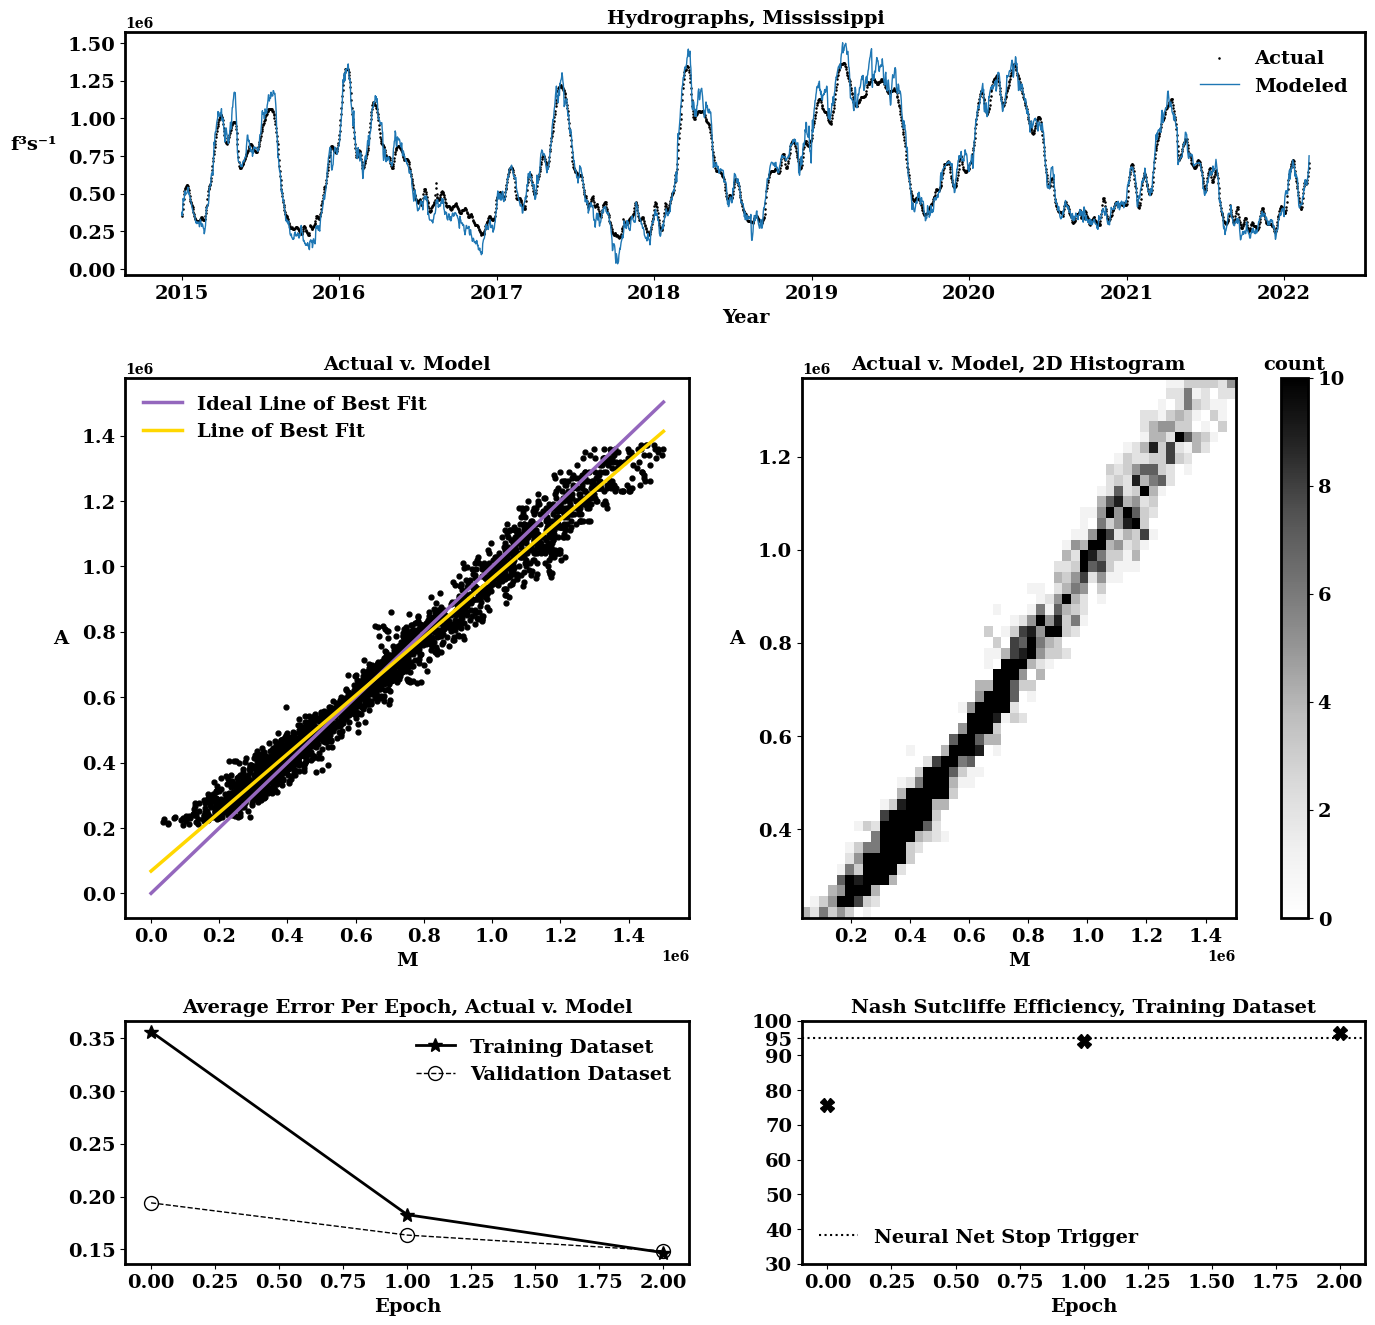 Hydrographs, Mississippi
1e6
1.50
1.25
1.00
0.75
0.50
0.25
0.00
f³s⁻¹
Actual
Modeled
2015 2016 2017 2018 2019 2020 2021 2022
Year
Actual v. Model
1e6
Ideal Line of Best Fit
Line of Best Fit
1.4
1.2
1.0
0.8
0.6
0.4
0.2
0.0
A
0.0 0.2 0.4 0.6 0.8 1.0 1.2 1.4
M
1e6
Actual v. Model, 2D Histogram
1e6
1.2
1.0
0.8
0.6
0.4
A
0.2 0.4 0.6 0.8 1.0 1.2 1.4
M
1e6
count
10
8
6
4
2
0
Average Error Per Epoch, Actual v. Model
0.35
0.30
0.25
0.20
0.15
Training Dataset
Validation Dataset
0.00 0.25 0.50 0.75 1.00 1.25 1.50 1.75 2.00
Epoch
Nash Sutcliffe Efficiency, Training Dataset
100
95
90
80
70
60
50
40
30
Neural Net Stop Trigger
0.00 0.25 0.50 0.75 1.00 1.25 1.50 1.75 2.00
Epoch